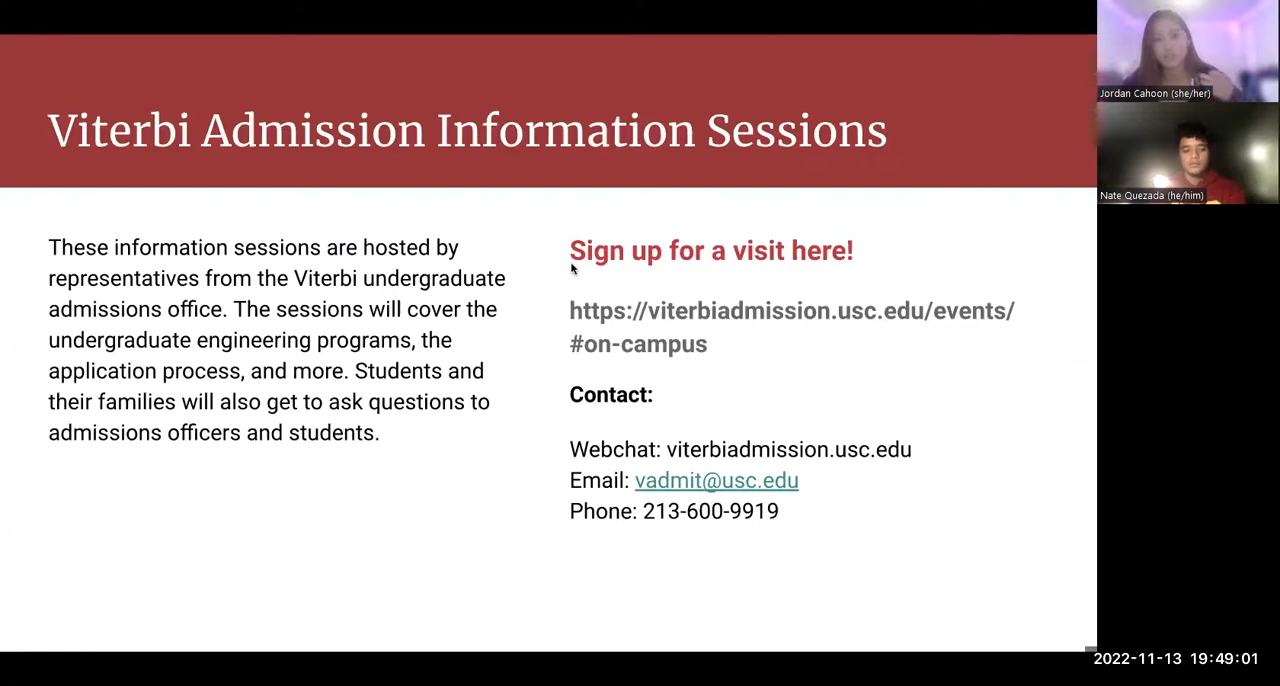 Viterbi Admission Information Sessions
These information sessions are hosted by
representatives from the Viterbi undergraduate
admissions office. The sessions will cover the
undergraduate engineering programs, the
application process, and more. Students and
their families will also get to ask questions to
admissions officers and students.
Sign up for a visit here!
https://viterbiadmission.usc.edu/events/
#on-campus
Contact:
Webchat: viterbiadmission.usc.edu
Email: vadmit@usc.edu
Phone: 213-600-9919
Jordan Cahoon (she/her)
Nate Quezada (he/him)
2022-11-13 19:49:01